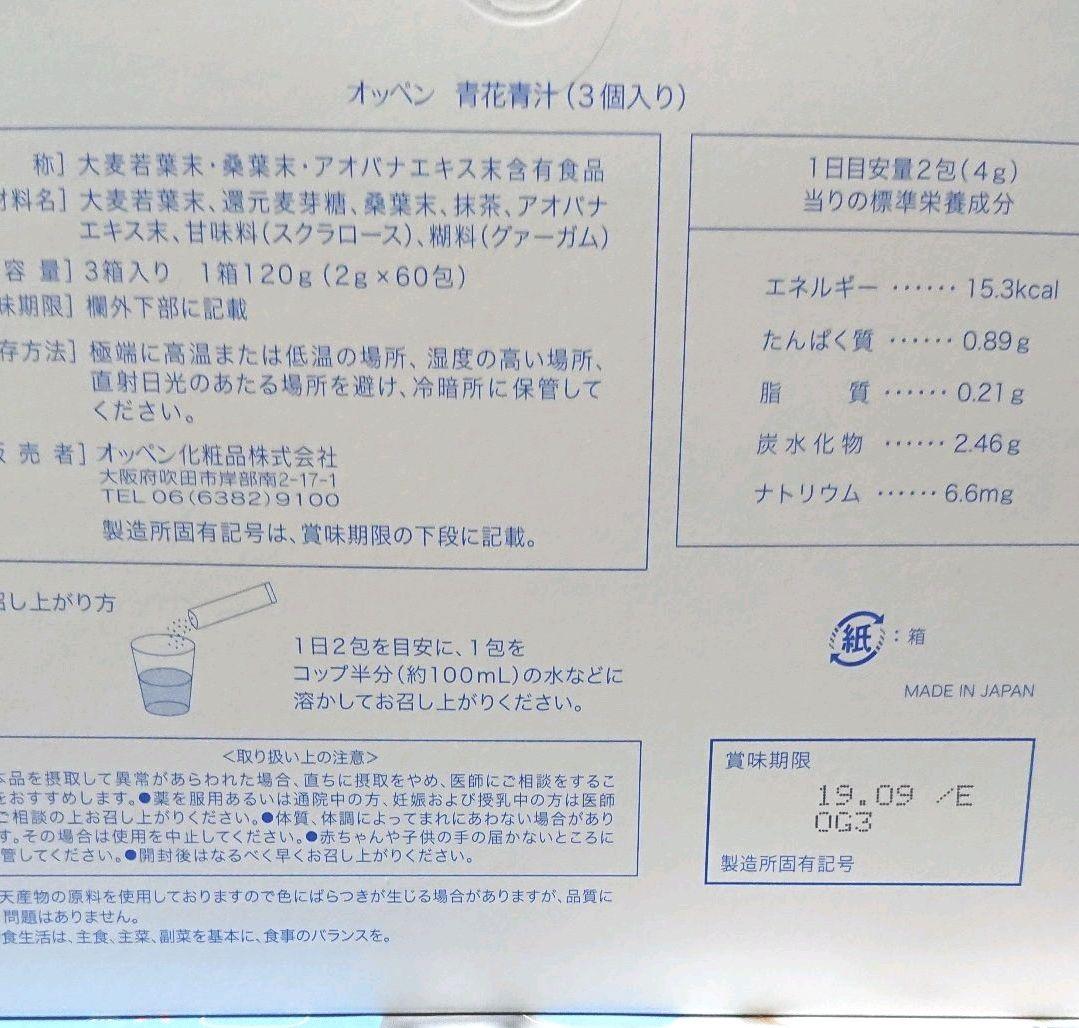 オッペン 青花青汁(3個入り)
称] 大麦若葉末・桑葉末・アオバナエキス末含有食品
材料名] 大麦若葉末、還元麦芽糖、桑葉末、抹茶、アオバナ
エキス末、甘味料(スクラロース)、糊料(グァーガム)
容 量] 3箱入り 1箱120g(2g×60包)
味期限] 欄外下部に記載
存方法] 極端に高温または低温の場所、湿度の高い場所、
直射日光のあたる場所を避け、冷暗所に保管して
ください。
売 者] オッペン化粧品株式会社
大阪府吹田市岸部南2-17-1
TEL 06(6382)9100
製造所固有記号は、賞味期限の下段に記載。
1日目安量2包(4g)
当りの標準栄養成分
エネルギー ‥‥‥ 15.3kcal
たんぱく質 ‥‥‥ 0.89g
脂 質 ‥‥‥ 0.21g
炭水化物 ‥‥‥ 2.46g
ナトリウム ‥‥‥ 6.6mg
召し上がり方
1日2包を目安に、1包を
コップ半分(約100mL)の水などに
溶かしてお召し上がりください。
紙:箱
MADE IN JAPAN
<取り扱い上の注意>
本品を摂取して異常があらわれた場合、直ちに摂取をやめ、医師にご相談をするこ
をおすすめします。●薬を服用あるいは通院中の方、妊娠および授乳中の方は医師
ご相談の上お召し上がりください。●体質、体調によってまれにあわない場合があり
す。その場合は使用を中止してください。●赤ちゃんや子供の手の届かないところに
管してください。●開封後はなるべく早くお召し上がりください。
天産物の原料を使用しておりますので色にばらつきが生じる場合がありますが、品質に
問題はありません。
食生活は、主食、主菜、副菜を基本に、食事のバランスを。
賞味期限
19.09 /E
OG3
製造所固有記号